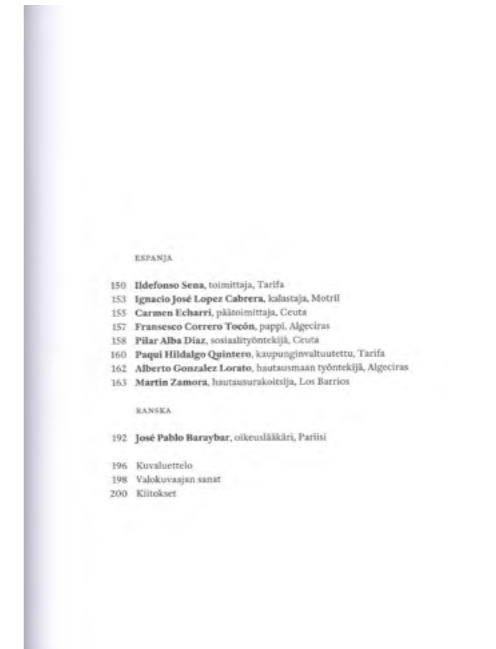 ESPANJA
150 Ildefonso Sena, toimittaja, Tarifa
153 Ignacio José Lopez Cabrera, kalastaja, Motril
155 Carmen Echarri, päätoimittaja, Ceuta
157 Fransesco Correro Tocón, pappi, Algeciras
158 Pilar Alba Díaz, sosiaalityöntekijä, Ceuta
160 Paqui Hildalgo Quintero, kaupunginvaltuutettu, Tarifa
162 Alberto Gonzalez Lorato, hautausmaan työntekijä, Algeciras
163 Martín Zamora, hautausurakoitsija, Los Barrios
RANSKA
192 José Pablo Baraybar, oikeuslääkäri, Pariisi
196 Kuvaluettelo
198 Valokuvaajan sanat
200 Kiitokset